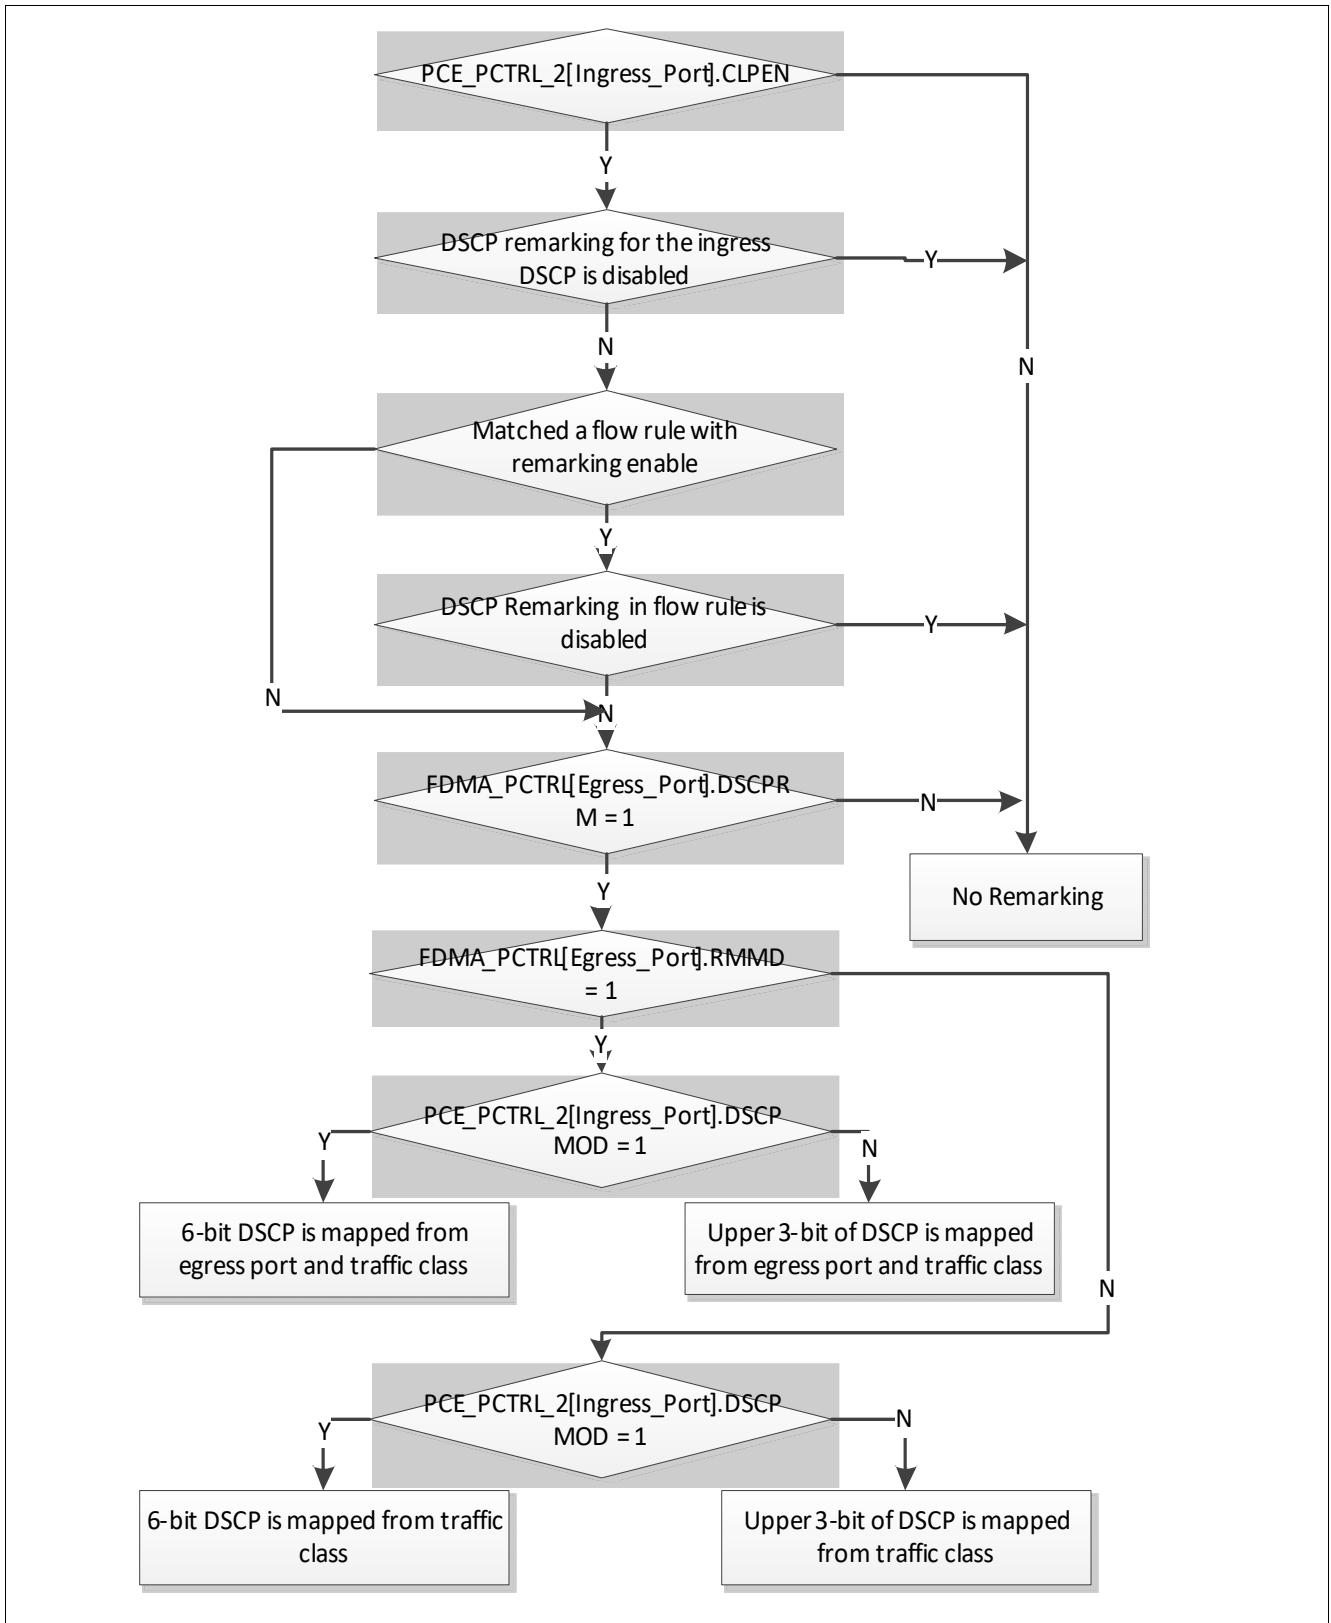 PCE_PCTRL_2[Ingress_Port].CLPEN
Y
DSCP remarking for the ingress
DSCP is disabled
Y
N
N
Matched a flow rule with
remarking enable
Y
DSCP Remarking in flow rule is
disabled
Y
N
N
FDMA_PCTRL[Egress_Port].DSCPR
M = 1
N
Y
No Remarking
FDMA_PCTRL[Egress_Port].RMMD
= 1
Y
PCE_PCTRL_2[Ingress_Port].DSCP
MOD = 1
Y
N
6-bit DSCP is mapped from
egress port and traffic class
Upper 3-bit of DSCP is mapped
from egress port and traffic class
N
PCE_PCTRL_2[Ingress_Port].DSCP
MOD = 1
Y
N
6-bit DSCP is mapped from traffic
class
Upper 3-bit of DSCP is mapped
from traffic class